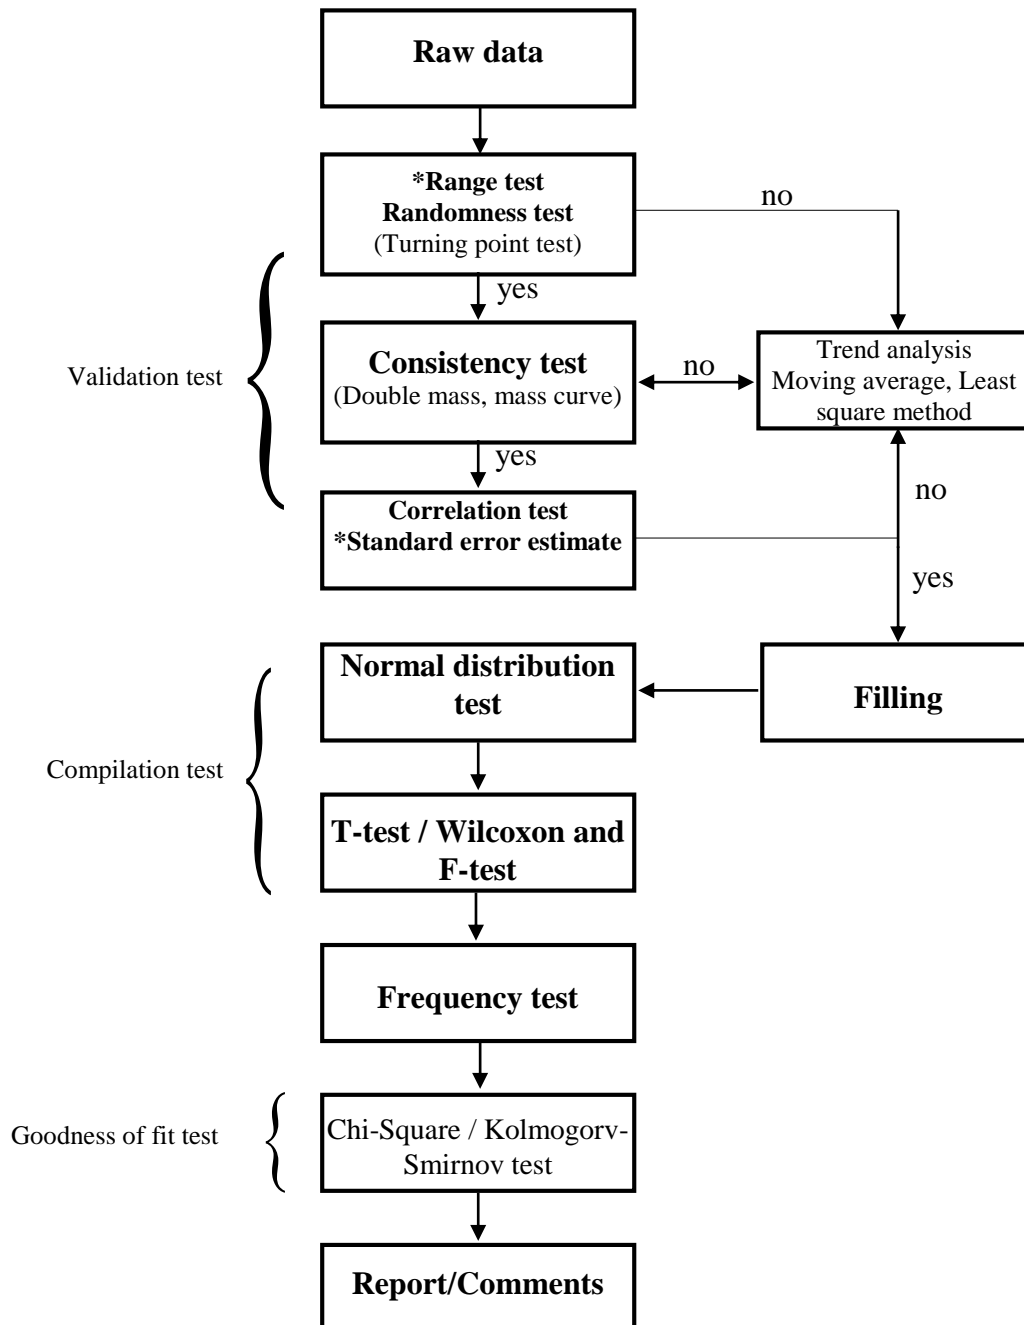 Raw data
*Range test
Randomness test
(Turning point test)
no
yes
Validation test
Consistency test
(Double mass, mass curve)
no
Trend analysis
Moving average, Least
square method
yes
no
Correlation test
*Standard error estimate
yes
Normal distribution
test
Filling
Compilation test
T-test / Wilcoxon and
F-test
Frequency test
Goodness of fit test
Chi-Square / Kolmogorv-
Smirnov test
Report/Comments